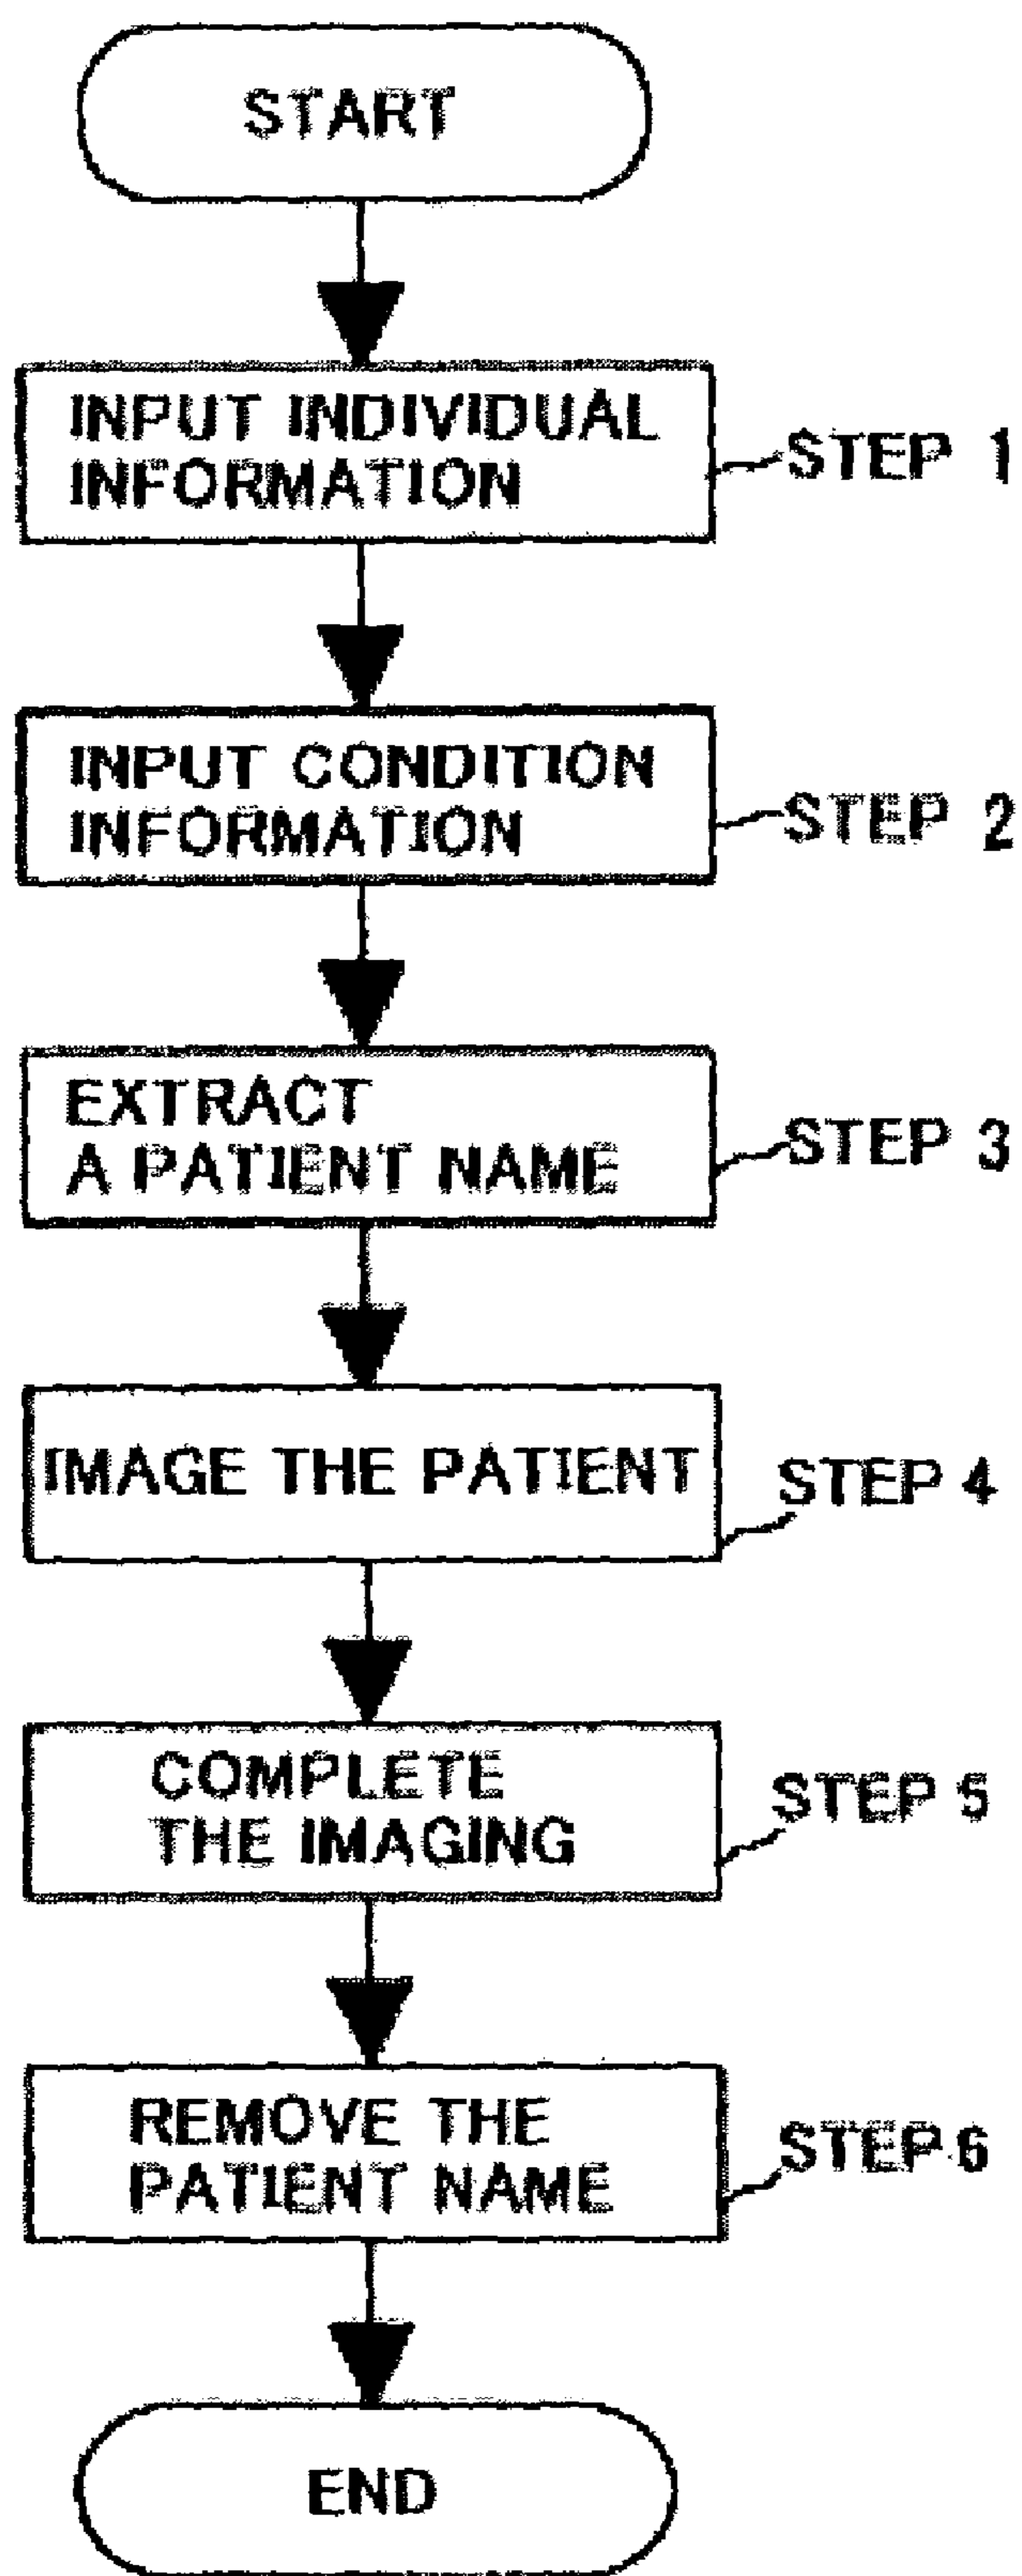 START
INPUT INDIVIDUAL
INFORMATION
STEP 1
INPUT CONDITION
INFORMATION
STEP 2
EXTRACT
A PATIENT NAME
STEP 3
IMAGE THE PATIENT
STEP 4
COMPLETE
THE IMAGING
STEP 5
REMOVE THE
PATIENT NAME
STEP 6
END